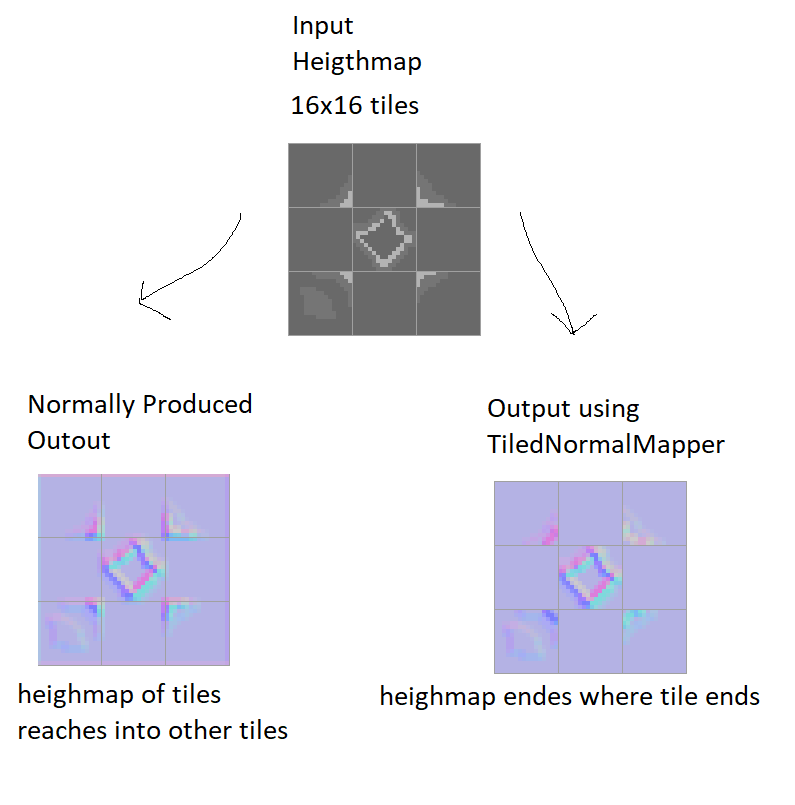 Input
Heigthmap
16x16 tiles
Normally Produced
Outout
Output using
TiledNormalMapper
heighmap of tiles
reaches into other tiles
heighmap endes where tile ends